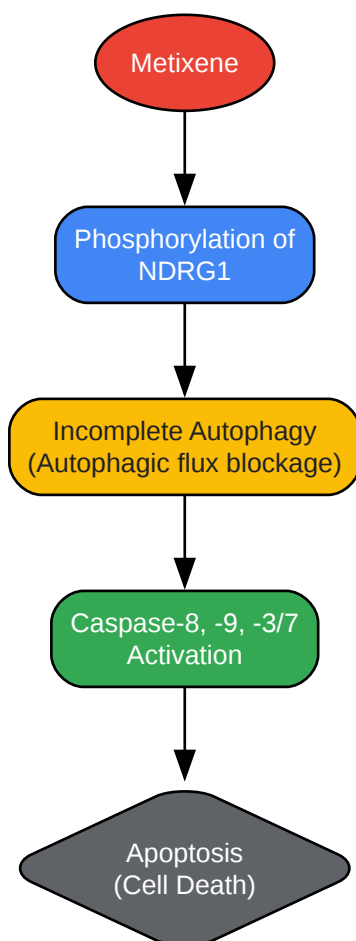 Metixene
Phosphorylation of
NDRG1
Incomplete Autophagy
(Autophagic flux blockage)
Caspase-8, -9, -3/7
Activation
Apoptosis
(Cell Death)